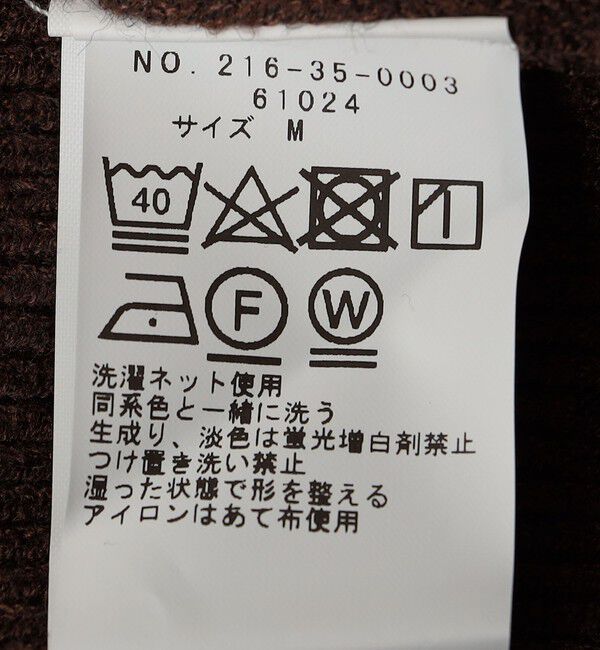 NO. 216-35-0003
61024
サイズ M
40
F W
洗濯ネット使用
同系色と一緒に洗う
生成り、淡色は蛍光増白剤禁止
つけ置き洗い禁止
湿った状態で形を整える
アイロンはあて布使用